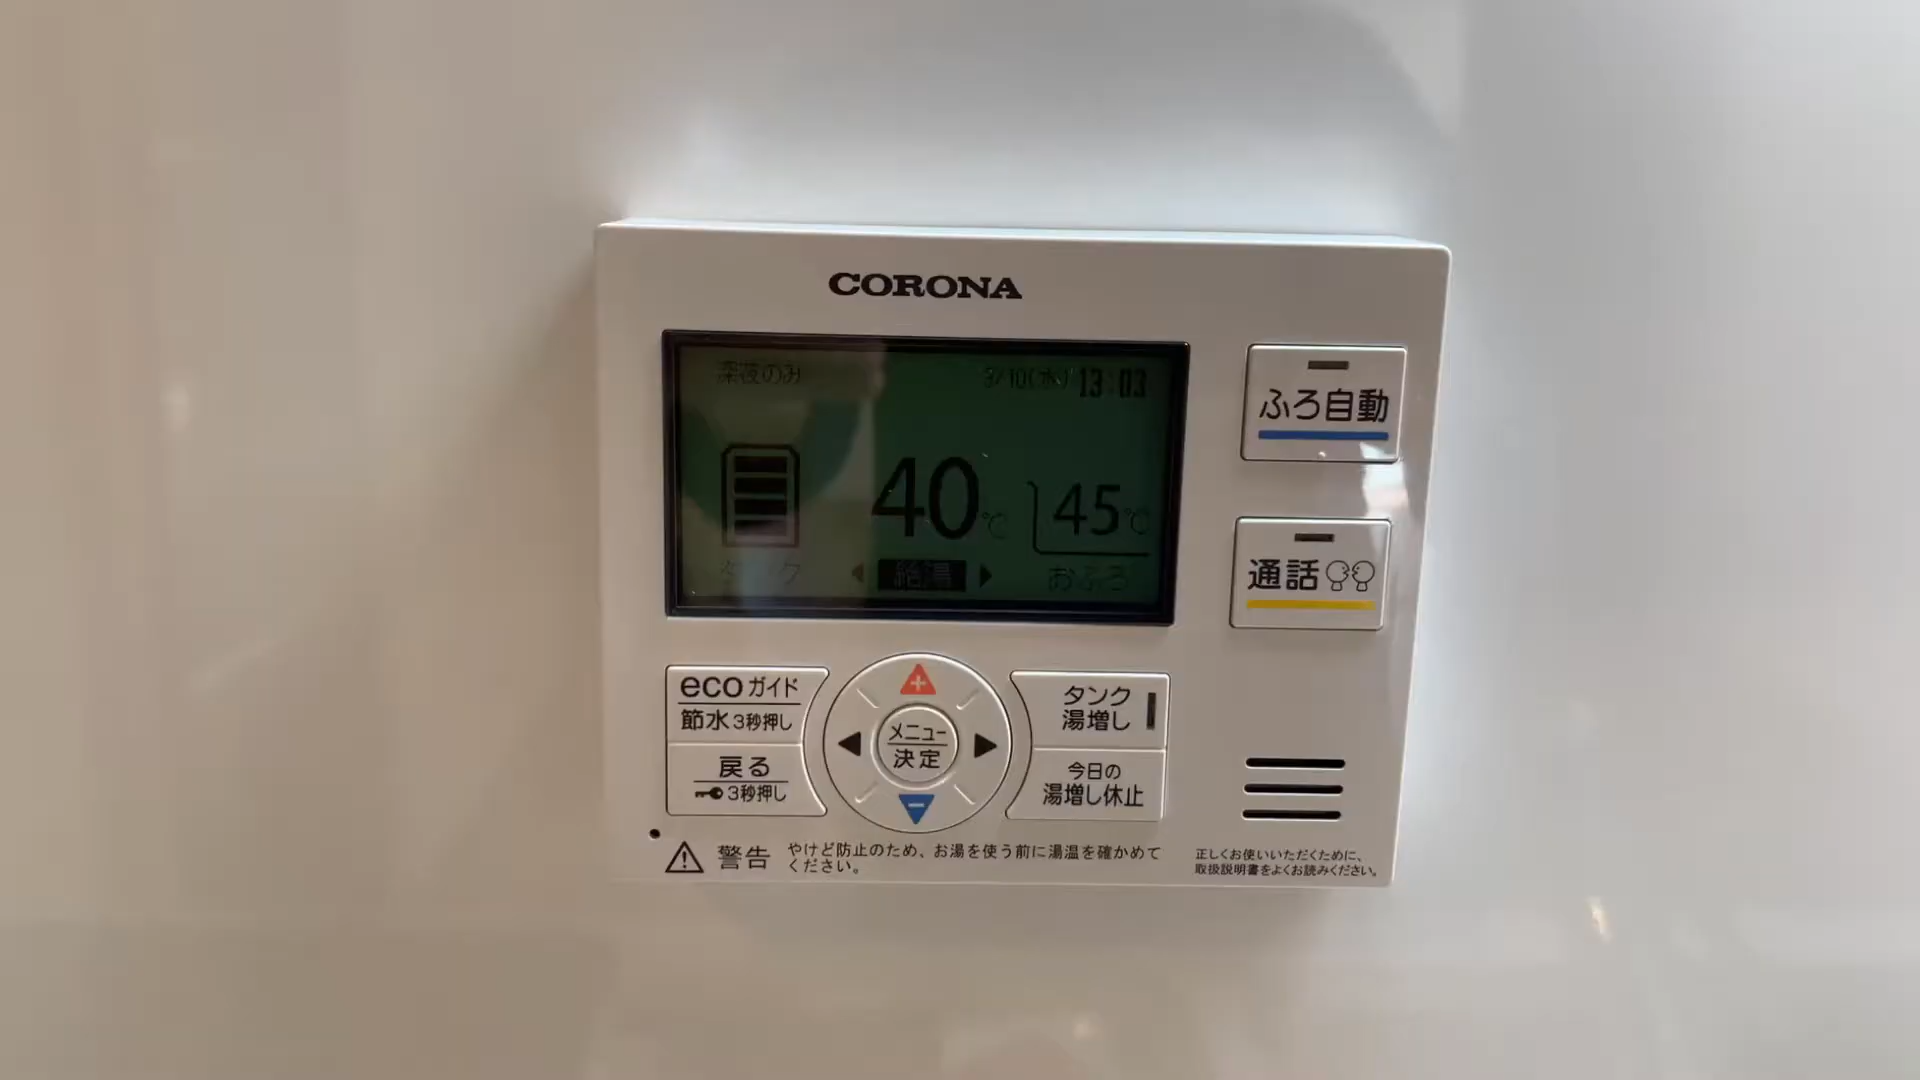 CORONA
深夜のみ
9/10(水) 13:03
40℃
45℃
タンク
給湯
おふろ
ふろ自動
通話
ecoガイド
節水3秒押し
戻る
3秒押し
メニュー
決定
タンク
湯増し
今日の
湯増し休止
警告
やけど防止のため、お湯を使う前に湯温を確かめて
ください。
正しくお使いいただくために、
取扱説明書をよくお読みください。